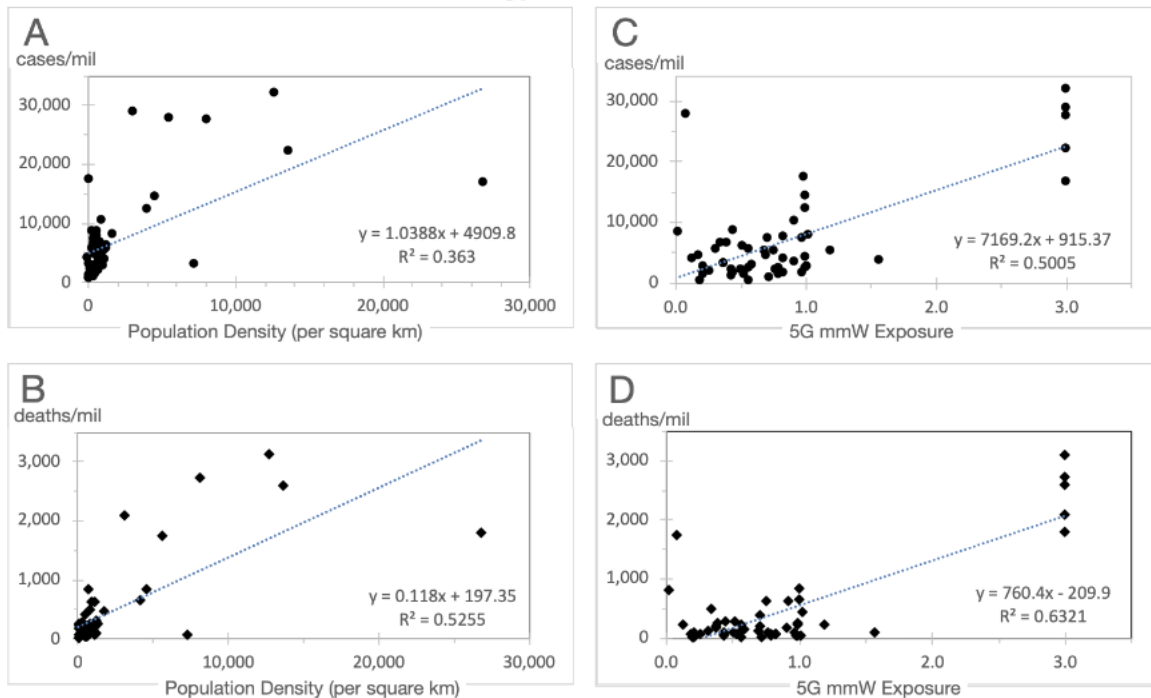 A
cases/mil
30,000
20,000
10,000
0
0
10,000
20,000
30,000
Population Density (per square km)
y = 1.0388x + 4909.8
R² = 0.363
C
cases/mil
30,000
20,000
10,000
0
0.0
1.0
2.0
3.0
5G mmW Exposure
y = 7169.2x + 915.37
R² = 0.5005
B
deaths/mil
3,000
2,000
1,000
0
0
10,000
20,000
30,000
Population Density (per square km)
y = 0.118x + 197.35
R² = 0.5255
D
deaths/mil
3,000
2,000
1,000
0
0.0
1.0
2.0
3.0
5G mmW Exposure
y = 760.4x - 209.9
R² = 0.6321